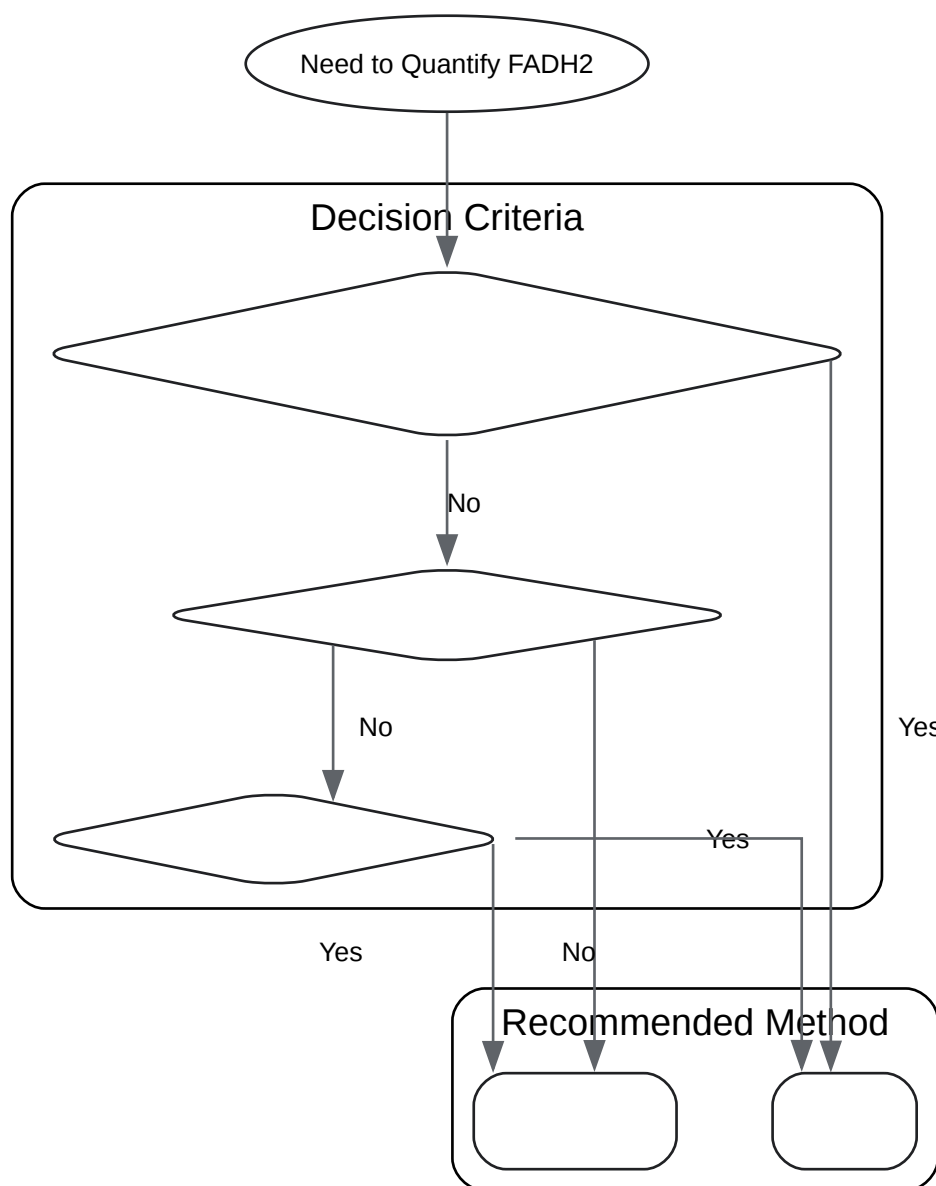 Need to Quantify FADH2
Decision Criteria
No
No
Yes
Yes
Yes
No
Recommended Method